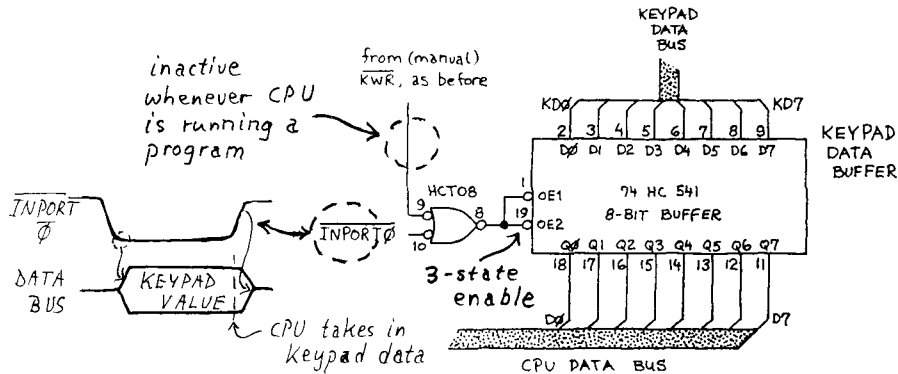 inactive
whenever CPU
is running a
program
from (manual)
KWR, as before
KEYPAD
DATA
BUS
KDØ
KD7
2 3 4 5 6 7 8 9
DØ D1 D2 D3 D4 D5 D6 D7
KEYPAD
DATA
BUFFER
74 HC 541
8-BIT BUFFER
1
OE1
19
OE2
HCT08
9
8
10
INPORT Ø
INPORT
Ø
3-state
enable
QØ Q1 Q2 Q3 Q4 Q5 Q6 Q7
18 17 16 15 14 13 12 11
DØ
D7
CPU DATA BUS
DATA
BUS
KEYPAD
VALUE
CPU takes in
keypad data